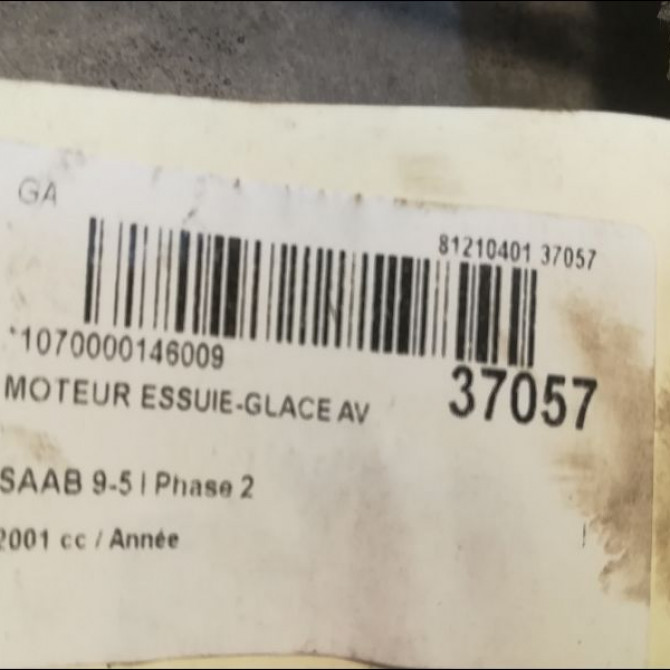 GA
81210401 37057
*1070000146009
37057
MOTEUR ESSUIE-GLACE AV
SAAB 9-5 I Phase 2
2001 cc / Année